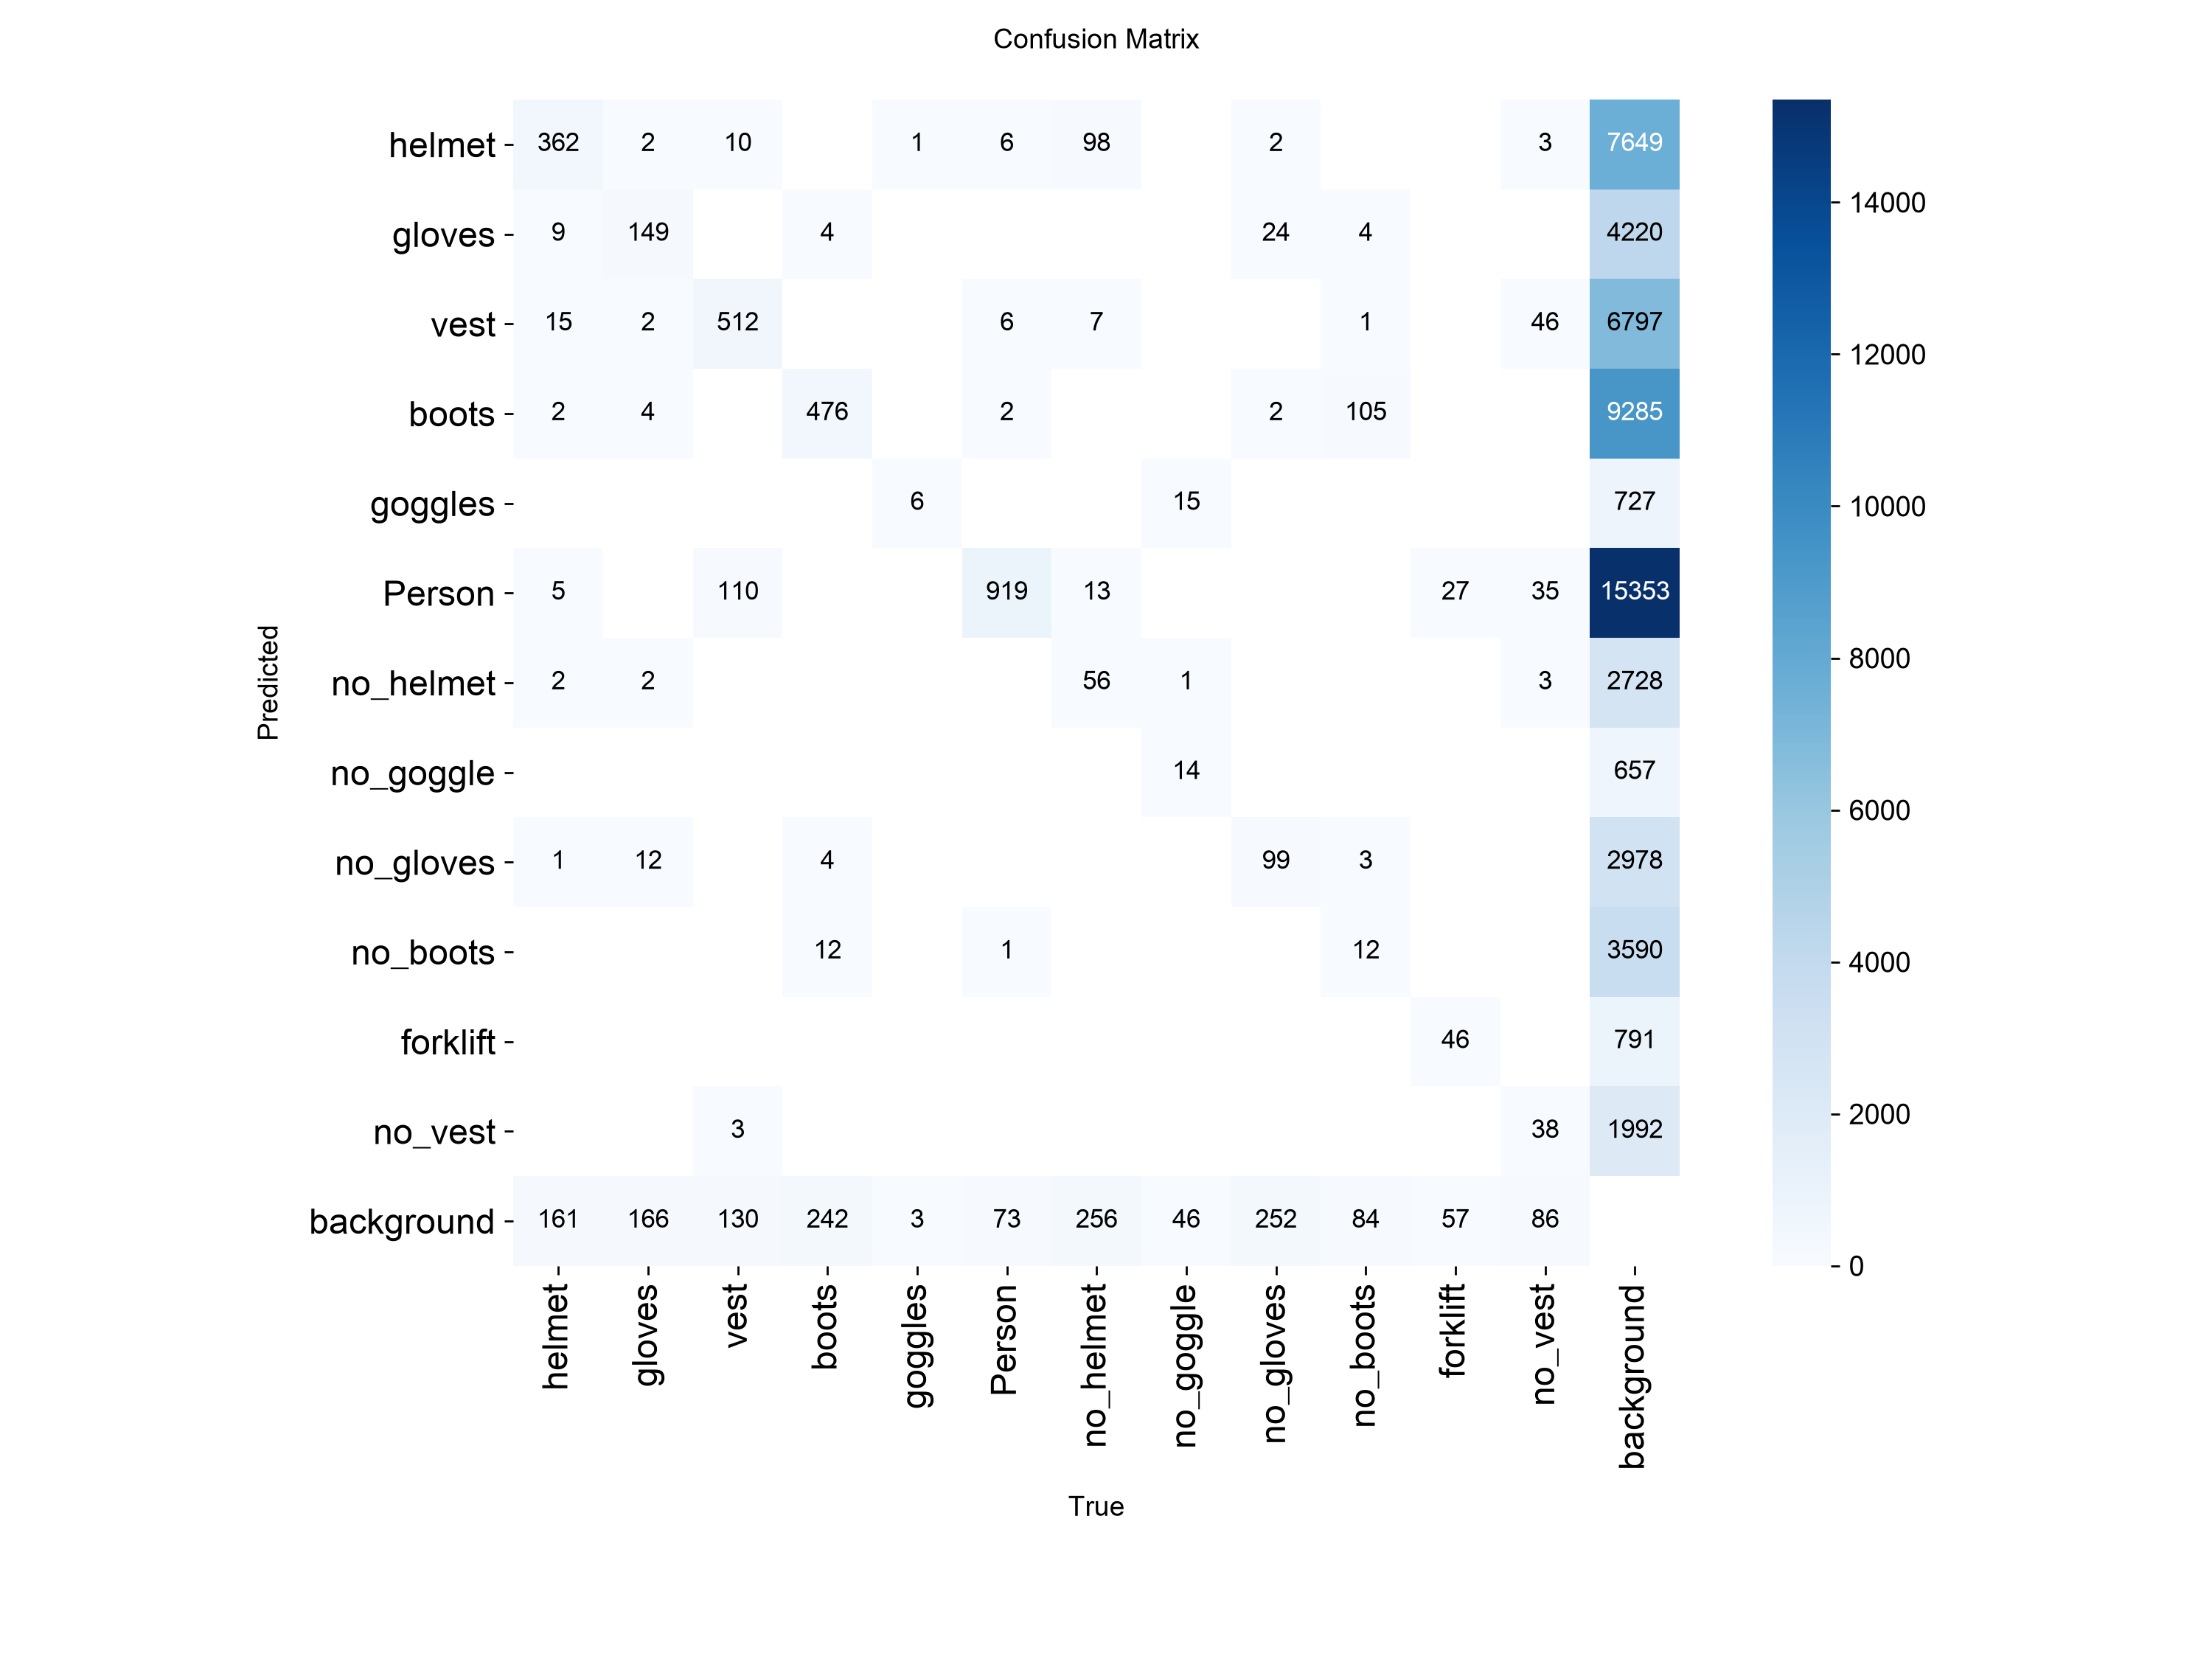 Confusion Matrix
helmet 362 2 10 1 6 98 2 3 7649
gloves 9 149 4 24 4 4220
vest 15 2 512 6 7 1 46 6797
boots 2 4 476 2 2 105 9285
goggles 6 15 727
Person 5 110 919 13 27 35 15353
no_helmet 2 2 56 1 3 2728
no_goggle 14 657
no_gloves 1 12 4 99 3 2978
no_boots 12 1 12 3590
forklift 46 791
no_vest 3 38 1992
background 161 166 130 242 3 73 256 46 252 84 57 86
Predicted
helmet gloves vest boots goggles Person no_helmet no_goggle no_gloves no_boots forklift no_vest background
True
14000
12000
10000
8000
6000
4000
2000
0